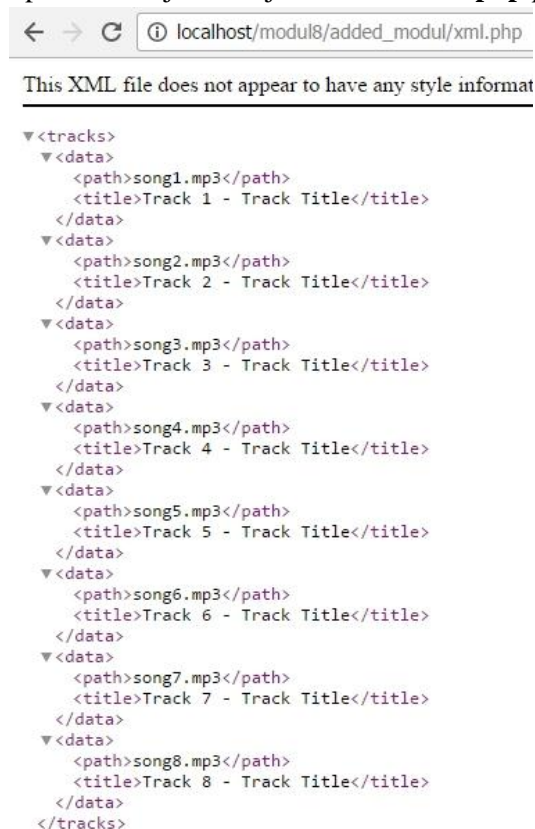 localhost/modul8/added_modul/xml.php
This XML file does not appear to have any style
<tracks>
<data>
<path>song1.mp3</path>
<title>Track 1 - Track Title</title>
</data>
<data>
<path>song2.mp3</path>
<title>Track 2 - Track Title</title>
</data>
<data>
<path>song3.mp3</path>
<title>Track 3 - Track Title</title>
</data>
<data>
<path>song4.mp3</path>
<title>Track 4 - Track Title</title>
</data>
<data>
<path>song5.mp3</path>
<title>Track 5 - Track Title</title>
</data>
<data>
<path>song6.mp3</path>
<title>Track 6 - Track Title</title>
</data>
<data>
<path>song7.mp3</path>
<title>Track 7 - Track Title</title>
</data>
<data>
<path>song8.mp3</path>
<title>Track 8 - Track Title</title>
</data>
</tracks>